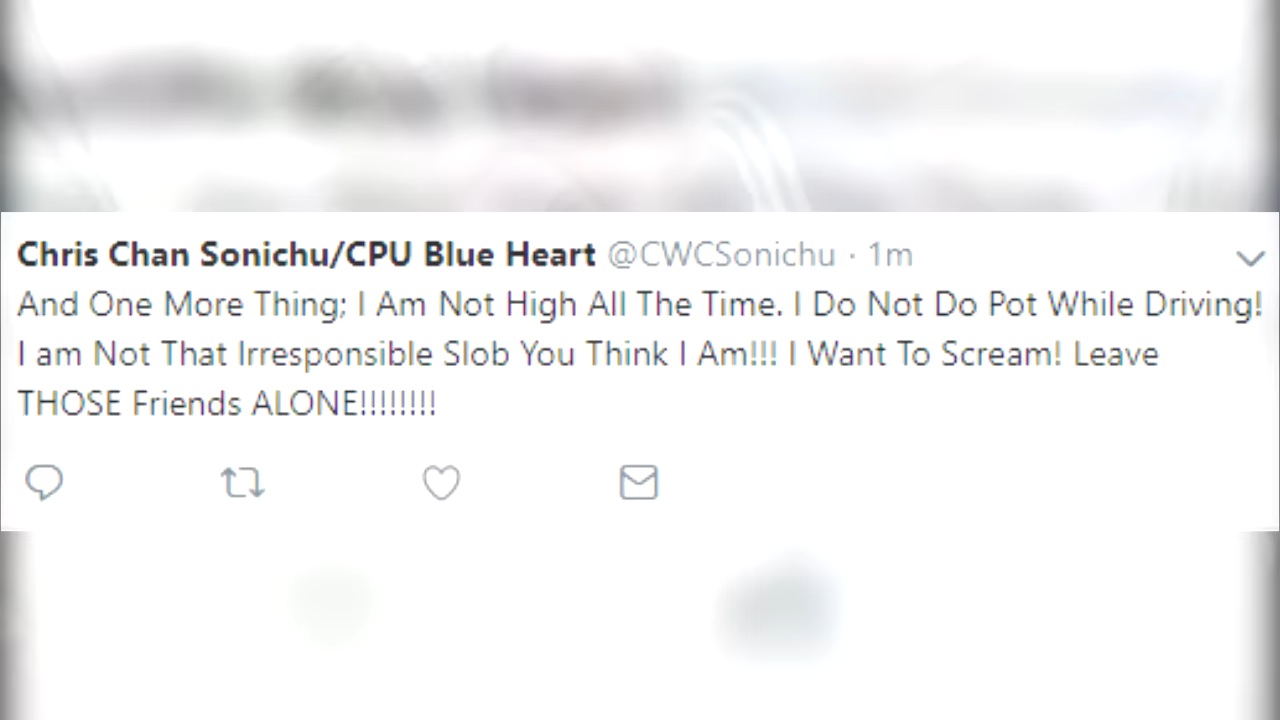 Chris Chan Sonichu/CPU Blue Heart @CWCSonichu · 1m
And One More Thing; I Am Not High All The Time. I Do Not Do Pot While Driving!
I am Not That Irresponsible Slob You Think I Am!!! I Want To Scream! Leave
THOSE Friends ALONE!!!!!!!!